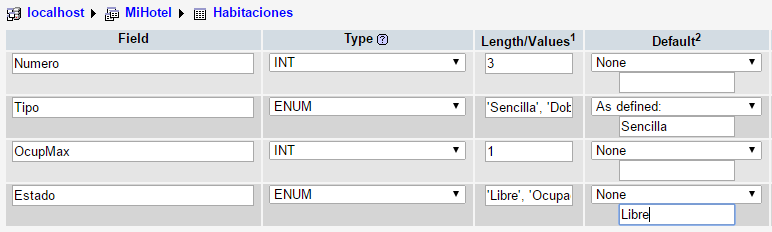 localhost MiHotel Habitaciones
Field Type Length/Values1 Default2
Numero INT 3 None
Tipo ENUM 'Sencilla', 'Dob As defined:
Sencilla
OcupMax INT 1 None
Estado ENUM 'Libre', 'Ocupa None
Libre